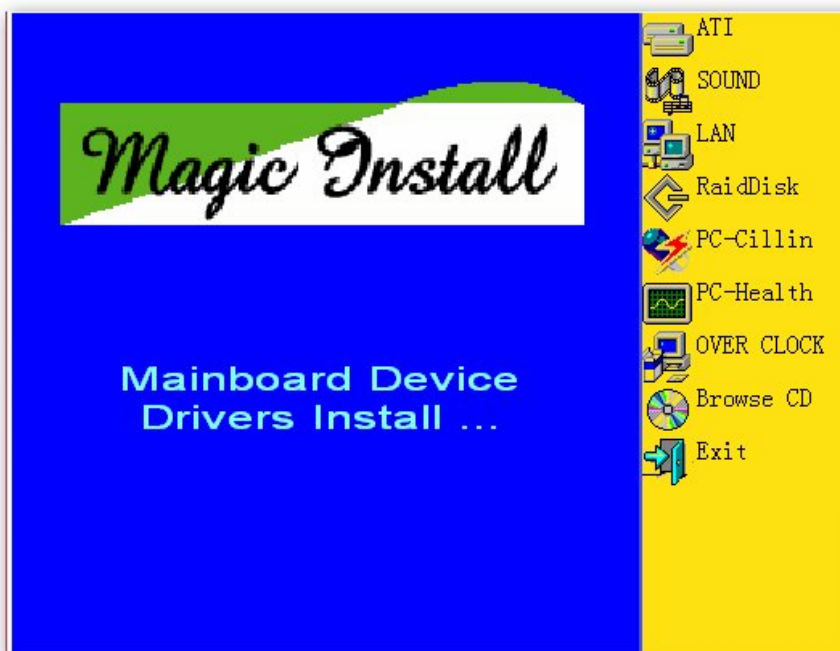 Magic Install
Mainboard Device
Drivers Install ...
ATI
SOUND
LAN
RaidDisk
PC-Cillin
PC-Health
OVER CLOCK
Browse CD
Exit